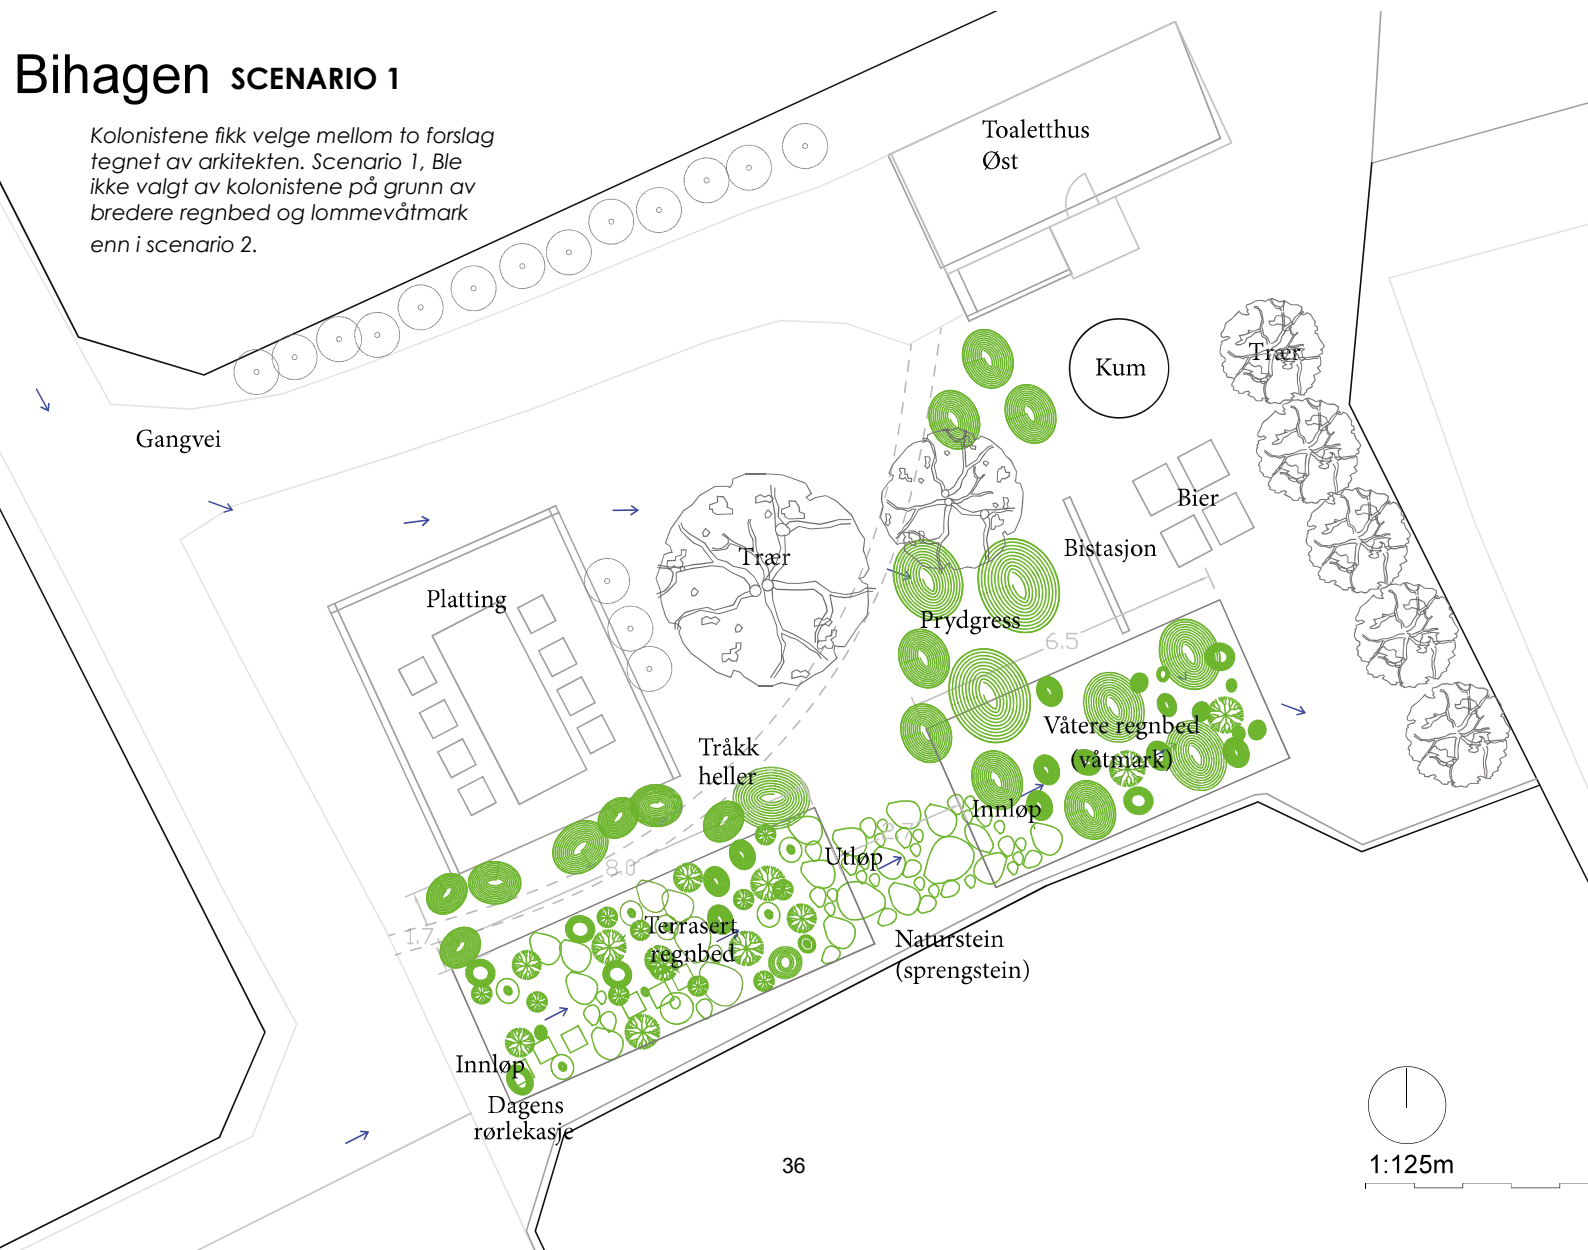 Bihagen SCENARIO 1
Kolonistene fikk velge mellom to forslag
tegnet av arkitekten. Scenario 1, Ble
ikke valgt av kolonistene på grunn av
bredere regnbed og lommevåtmark
enn i scenario 2.
Toaletthus
Øst
Kum
Trær
Gangvei
Bier
Bistasjon
Trær
Platting
Prydgress
6.5
Våtere regnbed
(våtmark)
Tråkk
heller
Innløp
2.7
Utløp
8.0
1.7
Terrasert
regnbed
Naturstein
(sprengstein)
Innløp
Dagens
rørlekasje
36
1:125m